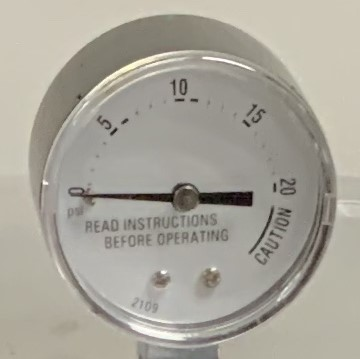 0 5 10 15 20
psi
CAUTION
READ INSTRUCTIONS
BEFORE OPERATING
2109